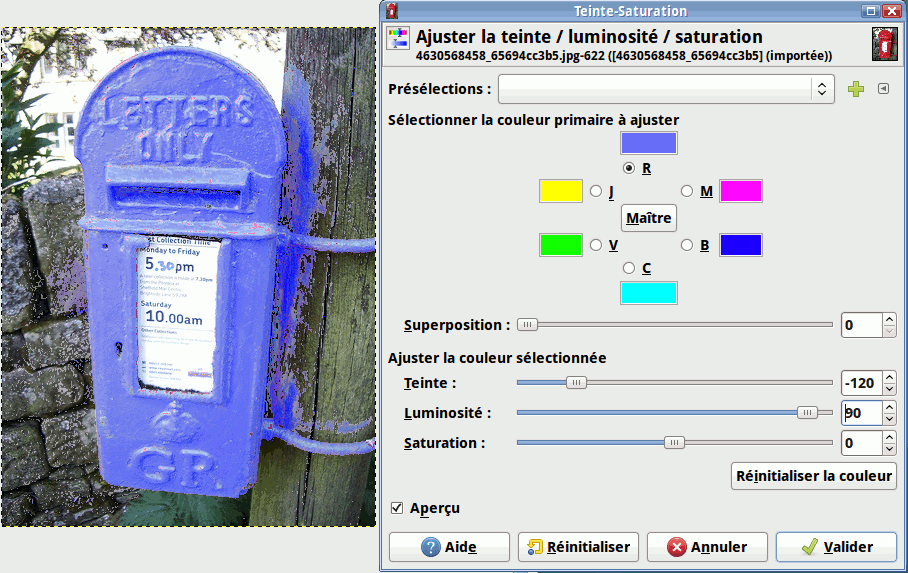 LETTERS
ONLY
st Collection Time
Monday to Friday
5.30pm
Saturday
10.00am
GR
Teinte-Saturation
Ajuster la teinte / luminosité / saturation
4630568458_65694cc3b5.jpg-622 ([4630568458_65694cc3b5] (importée))
Présélections :
Sélectionner la couleur primaire à ajuster
R
J M
Maître
V B
C
Superposition : 0
Ajuster la couleur sélectionnée
Teinte : -120
Luminosité : 90
Saturation : 0
Réinitialiser la couleur
Aperçu
Aide Réinitialiser Annuler Valider